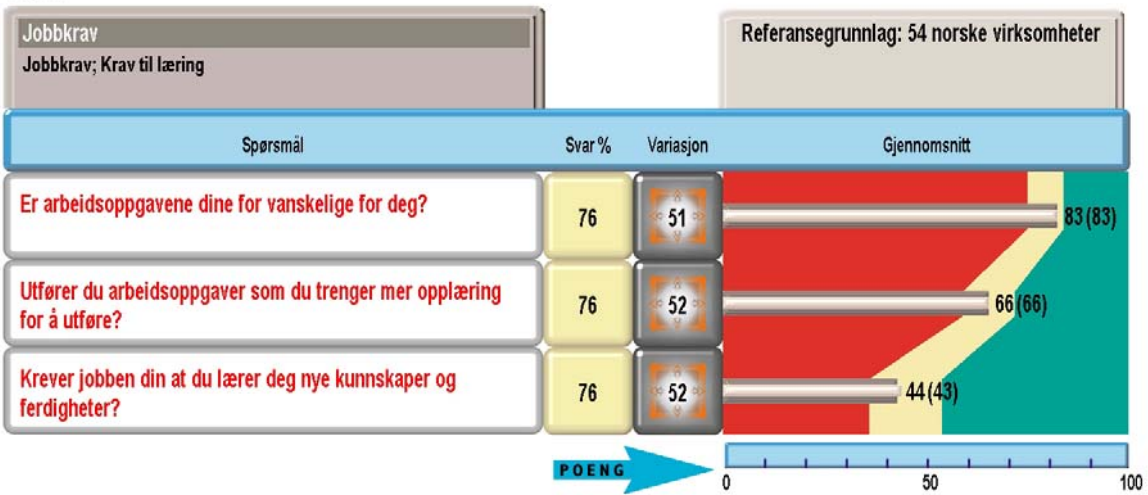 Jobbkrav
Jobbkrav; Krav til læring
Referansegrunnlag: 54 norske virksomheter
Spørsmål Svar % Variasjon Gjennomsnitt
Er arbeidsoppgavene dine for vanskelige for deg? 76 51 83 (83)
Utfører du arbeidsoppgaver som du trenger mer opplæring
for å utføre? 76 52 66 (66)
Krever jobben din at du lærer deg nye kunnskaper og
ferdigheter? 76 52 44 (43)
POENG 0 50 100